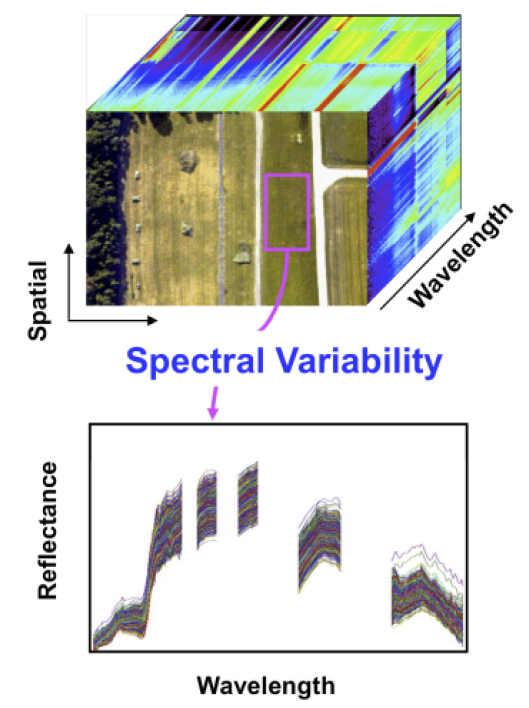 Wavelength
Spatial
Spectral Variability
Reflectance
Wavelength